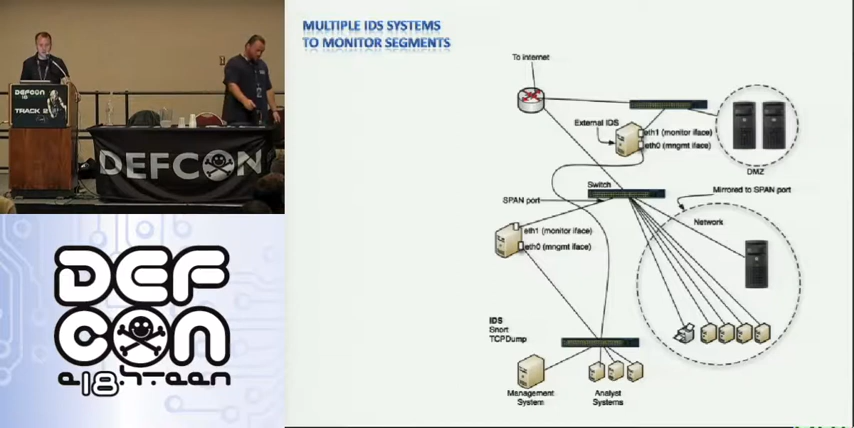 MULTIPLE IDS SYSTEMS
TO MONITOR SEGMENTS
To internet
External IDS
eth1 (monitor iface)
eth0 (mngmt iface)
DMZ
Switch
Mirrored to SPAN port
SPAN port
Network
eth1 (monitor iface)
eth0 (mngmt iface)
IDS
Snort
TCPDump
Management
System
Analyst
Systems
DEFCON
TRACK 2
DEFCON
DEF
CON
e18hteen